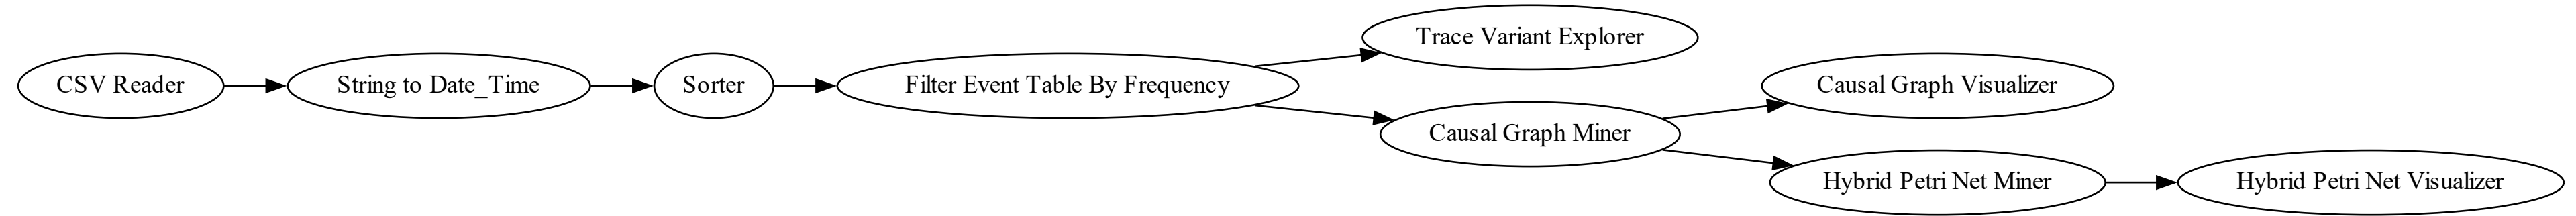 CSV Reader
String to Date_Time
Sorter
Filter Event Table By Frequency
Trace Variant Explorer
Causal Graph Miner
Causal Graph Visualizer
Hybrid Petri Net Miner
Hybrid Petri Net Visualizer